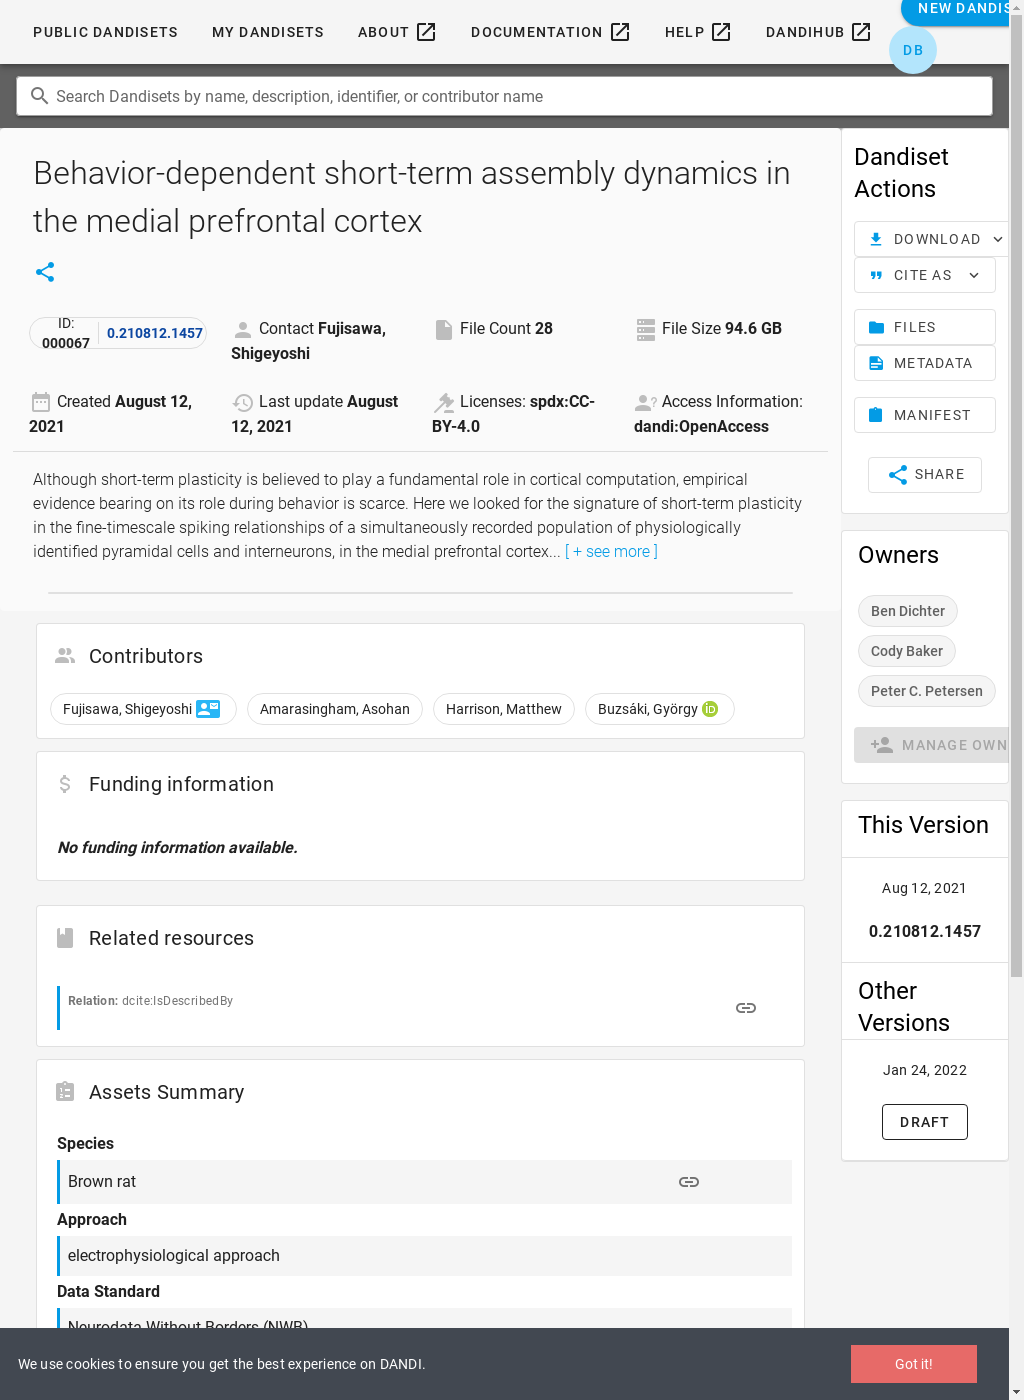 PUBLIC DANDISETS MY DANDISETS ABOUT DOCUMENTATION HELP DANDIHUB NEW DANDIS
DB
Search Dandisets by name, description, identifier, or contributor name
Behavior-dependent short-term assembly dynamics in
the medial prefrontal cortex
ID:
000067 0.210812.1457
Contact Fujisawa,
Shigeyoshi
File Count 28
File Size 94.6 GB
Created August 12,
2021
Last update August
12, 2021
Licenses: spdx:CC-
BY-4.0
Access Information:
dandi:OpenAccess
Although short-term plasticity is believed to play a fundamental role in cortical computation, empirical
evidence bearing on its role during behavior is scarce. Here we looked for the signature of short-term plasticity
in the fine-timescale spiking relationships of a simultaneously recorded population of physiologically
identified pyramidal cells and interneurons, in the medial prefrontal cortex... [ + see more ]
Contributors
Fujisawa, Shigeyoshi Amarasingham, Asohan Harrison, Matthew Buzsáki, György iD
Funding information
No funding information available.
Related resources
Relation: dcite:IsDescribedBy
Assets Summary
Species
Brown rat
Approach
electrophysiological approach
Data Standard
Neurodata Without Borders (NWB)
Dandiset
Actions
DOWNLOAD
CITE AS
FILES
METADATA
MANIFEST
SHARE
Owners
Ben Dichter
Cody Baker
Peter C. Petersen
MANAGE OWN
This Version
Aug 12, 2021
0.210812.1457
Other
Versions
Jan 24, 2022
DRAFT
We use cookies to ensure you get the best experience on DANDI.
Got it!